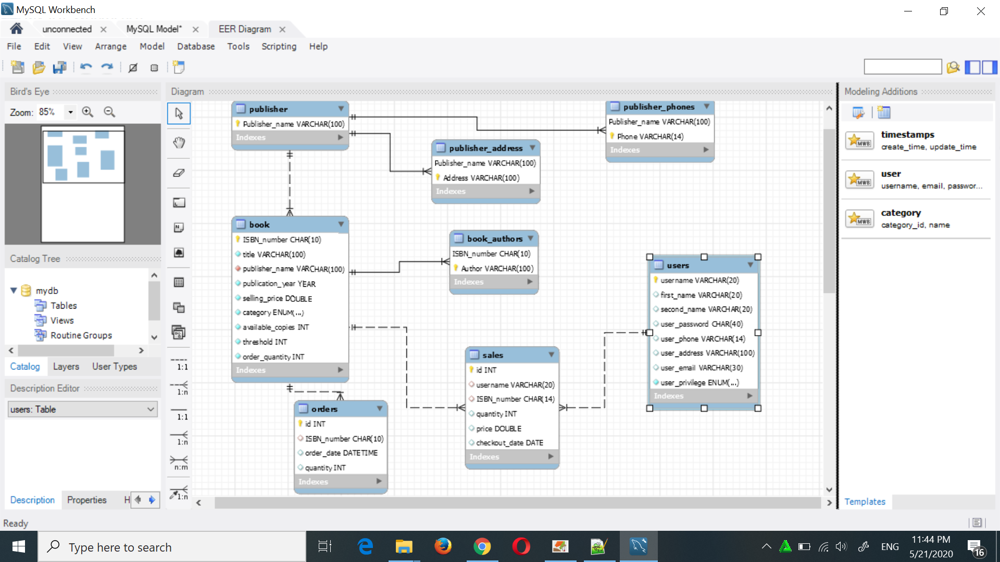 MySQL Workbench
unconnected
MySQL Model*
EER Diagram
File Edit View Arrange Model Database Tools Scripting Help
Bird's Eye
Zoom: 85%
Catalog Tree
mydb
Tables
Views
Routine Groups
Catalog Layers User Types
Description Editor
users: Table
Description Properties H
Ready
Diagram
1:1
1:n
1:1
1:n
n:m
1:n
publisher
Publisher_name VARCHAR(100)
Indexes
publisher_phones
Publisher_name VARCHAR(100)
Phone VARCHAR(14)
Indexes
publisher_address
Publisher_name VARCHAR(100)
Address VARCHAR(100)
Indexes
book
ISBN_number CHAR(10)
title VARCHAR(100)
publisher_name VARCHAR(100)
publication_year YEAR
selling_price DOUBLE
category ENUM(...)
available_copies INT
threshold INT
order_quantity INT
Indexes
book_authors
ISBN_number CHAR(10)
Author VARCHAR(100)
Indexes
users
username VARCHAR(20)
first_name VARCHAR(20)
second_name VARCHAR(20)
user_password CHAR(40)
user_phone VARCHAR(14)
user_address VARCHAR(100)
user_email VARCHAR(30)
user_privilege ENUM(...)
Indexes
sales
id INT
username VARCHAR(20)
ISBN_number CHAR(14)
quantity INT
price DOUBLE
checkout_date DATE
Indexes
orders
id INT
ISBN_number CHAR(10)
order_date DATETIME
quantity INT
Indexes
Modeling Additions
MWB
timestamps
create_time, update_time
MWB
user
username, email, passwor...
MWB
category
category_id, name
Templates
Type here to search
ENG
11:44 PM
5/21/2020
16